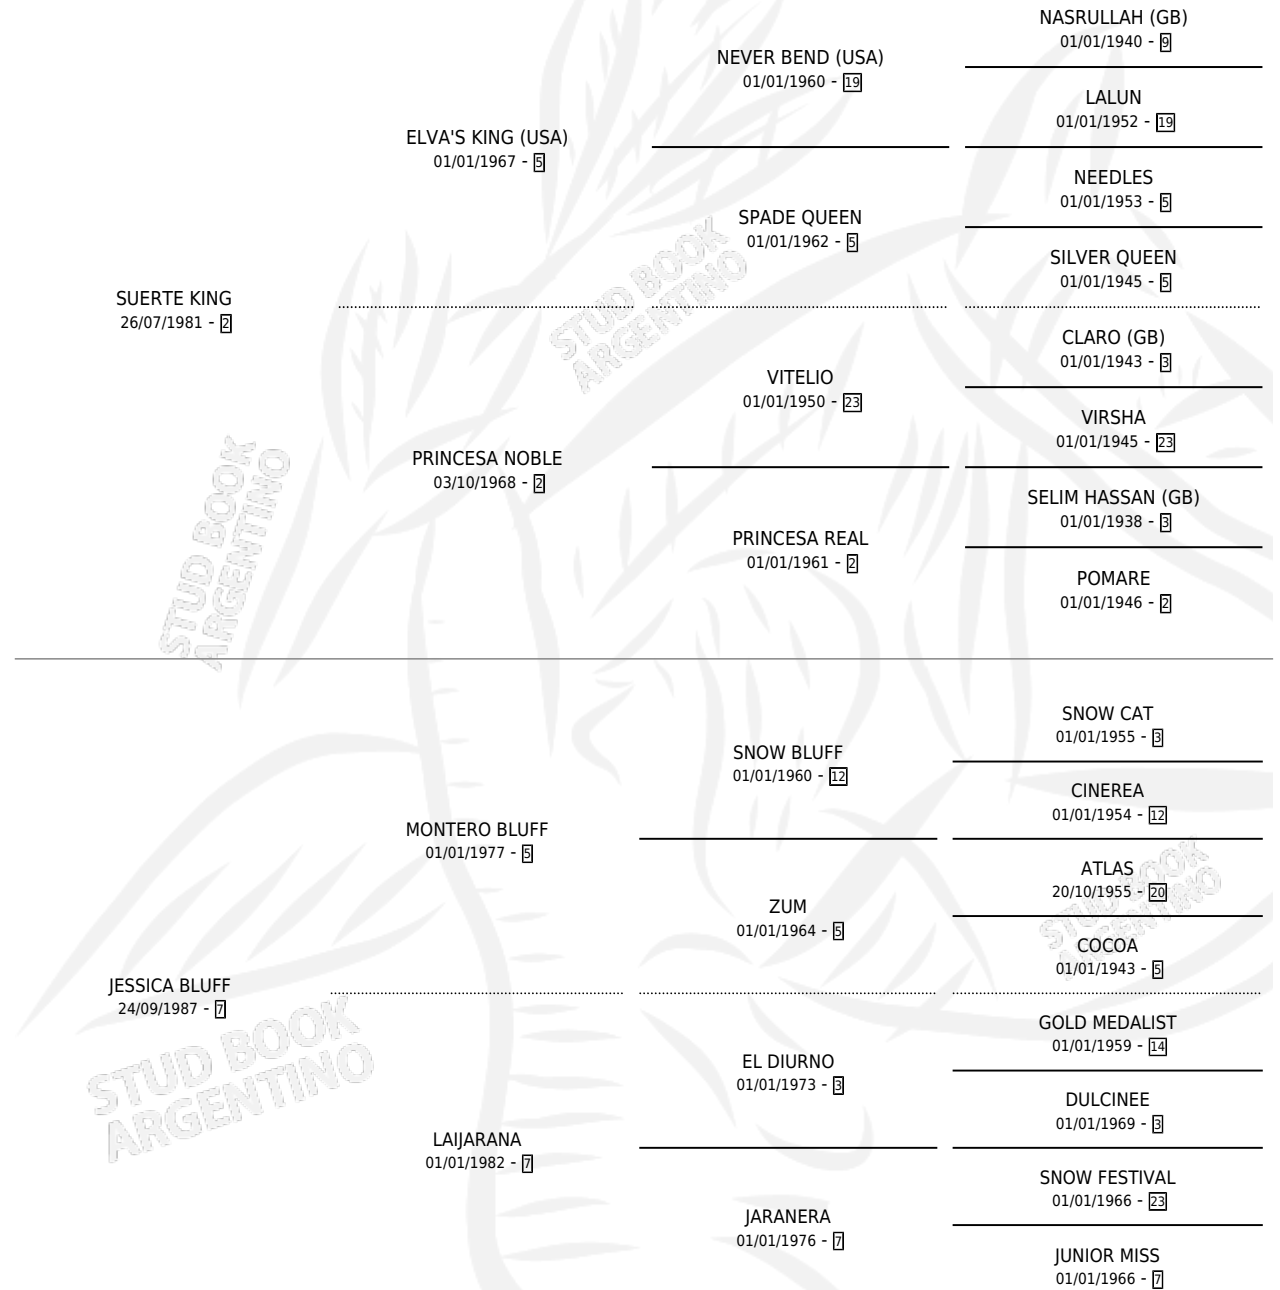 NASRULLAH (GB)
01/01/1940 - 9
NEVER BEND (USA)
01/01/1960 - 19
LALUN
01/01/1952 - 19
ELVA'S KING (USA)
01/01/1967 - 5
NEEDLES
01/01/1953 - 5
SPADE QUEEN
01/01/1962 - 5
SILVER QUEEN
01/01/1945 - 5
SUERTE KING
26/07/1981 - 2
CLARO (GB)
01/01/1943 - 3
VITELIO
01/01/1950 - 23
VIRSHA
01/01/1945 - 23
PRINCESA NOBLE
03/10/1968 - 2
SELIM HASSAN (GB)
01/01/1938 - 3
PRINCESA REAL
01/01/1961 - 2
POMARE
01/01/1946 - 2
SNOW CAT
01/01/1955 - 3
SNOW BLUFF
01/01/1960 - 12
CINEREA
01/01/1954 - 12
MONTERO BLUFF
01/01/1977 - 5
ATLAS
20/10/1955 - 20
ZUM
01/01/1964 - 5
COCOA
01/01/1943 - 5
JESSICA BLUFF
24/09/1987 - 7
GOLD MEDALIST
01/01/1959 - 14
EL DIURNO
01/01/1973 - 3
DULCINEE
01/01/1969 - 3
LAIJARANA
01/01/1982 - 7
SNOW FESTIVAL
01/01/1966 - 23
JARANERA
01/01/1976 - 7
JUNIOR MISS
01/01/1966 - 7
STUD BOOK
ARGENTINO
STUD BOOK
ARGENTINO
STUD BOOK
ARGENTINO
STUD BOOK
ARGENTINO